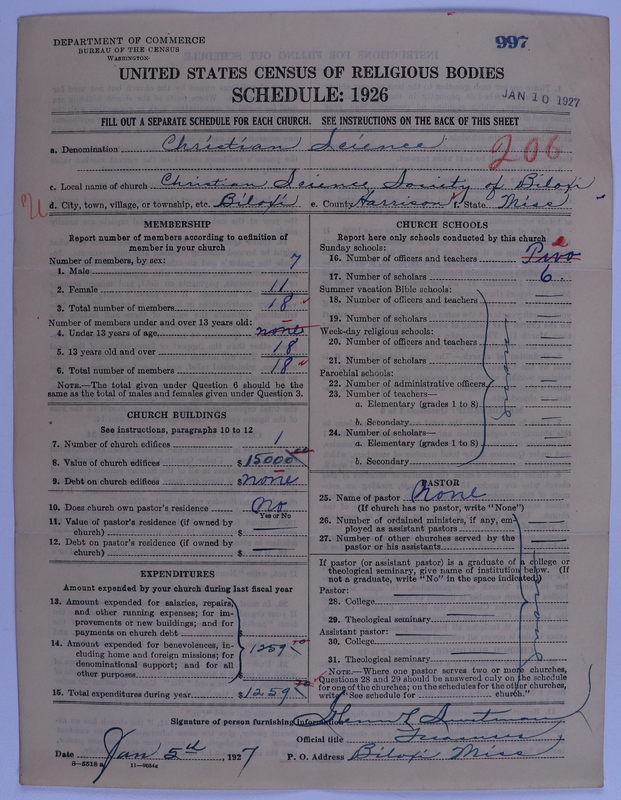 DEPARTMENT OF COMMERCE
BUREAU OF THE CENSUS
WASHINGTON
997
UNITED STATES CENSUS OF RELIGIOUS BODIES
SCHEDULE: 1926
JAN 10 1927
FILL OUT A SEPARATE SCHEDULE FOR EACH CHURCH. SEE INSTRUCTIONS ON THE BACK OF THIS SHEET
a. Denomination Christian Science
206
c. Local name of church Christian Science Society of Biloxi
d. City, town, village, or township, etc. Biloxi e. County Harrison f. State Miss
MEMBERSHIP
Report number of members according to definition of
member in your church
Number of members, by sex:
1. Male 7
2. Female 11
3. Total number of members 18
Number of members under and over 13 years old:
4. Under 13 years of age none
5. 13 years old and over 18
6. Total number of members 18
NOTE.—The total given under Question 6 should be the
same as the total of males and females given under Question 3.
CHURCH BUILDINGS
See instructions, paragraphs 10 to 12
7. Number of church edifices 1
8. Value of church edifices $15000
9. Debt on church edifices $none
10. Does church own pastor's residence No
Yes or No
11. Value of pastor's residence (if owned by
church) $
12. Debt on pastor's residence (if owned by
church) $
EXPENDITURES
Amount expended by your church during last fiscal year
13. Amount expended for salaries, repairs,
and other running expenses; for im-
provements or new buildings; and for
payments on church debt
14. Amount expended for benevolences, in-
cluding home and foreign missions; for
denominational support; and for all
other purposes
$1259
15. Total expenditures during year $1259
CHURCH SCHOOLS
Report here only schools conducted by this church
Sunday schools:
16. Number of officers and teachers Two 2
17. Number of scholars 6.
Summer vacation Bible schools:
18. Number of officers and teachers
19. Number of scholars
Week-day religious schools:
20. Number of officers and teachers
21. Number of scholars
Parochial schools:
22. Number of administrative officers
23. Number of teachers—
a. Elementary (grades 1 to 8)
b. Secondary
24. Number of scholars—
a. Elementary (grades 1 to 8)
b. Secondary
none
PASTOR
25. Name of pastor None
(If church has no pastor, write "None")
26. Number of ordained ministers, if any, em-
ployed as assistant pastors
27. Number of other churches served by the
pastor or his assistants
If pastor (or assistant pastor) is a graduate of a college or
theological seminary, give name of institution below. (If
not a graduate, write "No" in the space indicated)
Pastor:
28. College
29. Theological seminary
Assistant pastor:
30. College
31. Theological seminary
none
NOTE—Where one pastor serves two or more churches,
Questions 28 and 29 should be answered only on the schedule
for one of the churches; on the schedules for the other churches,
write "See schedule for church."
Signature of person furnishing information
Official title Treasurer
Date Jan 5th, 1927 P. O. Address Biloxi Miss
8—5518 a 11—9054a